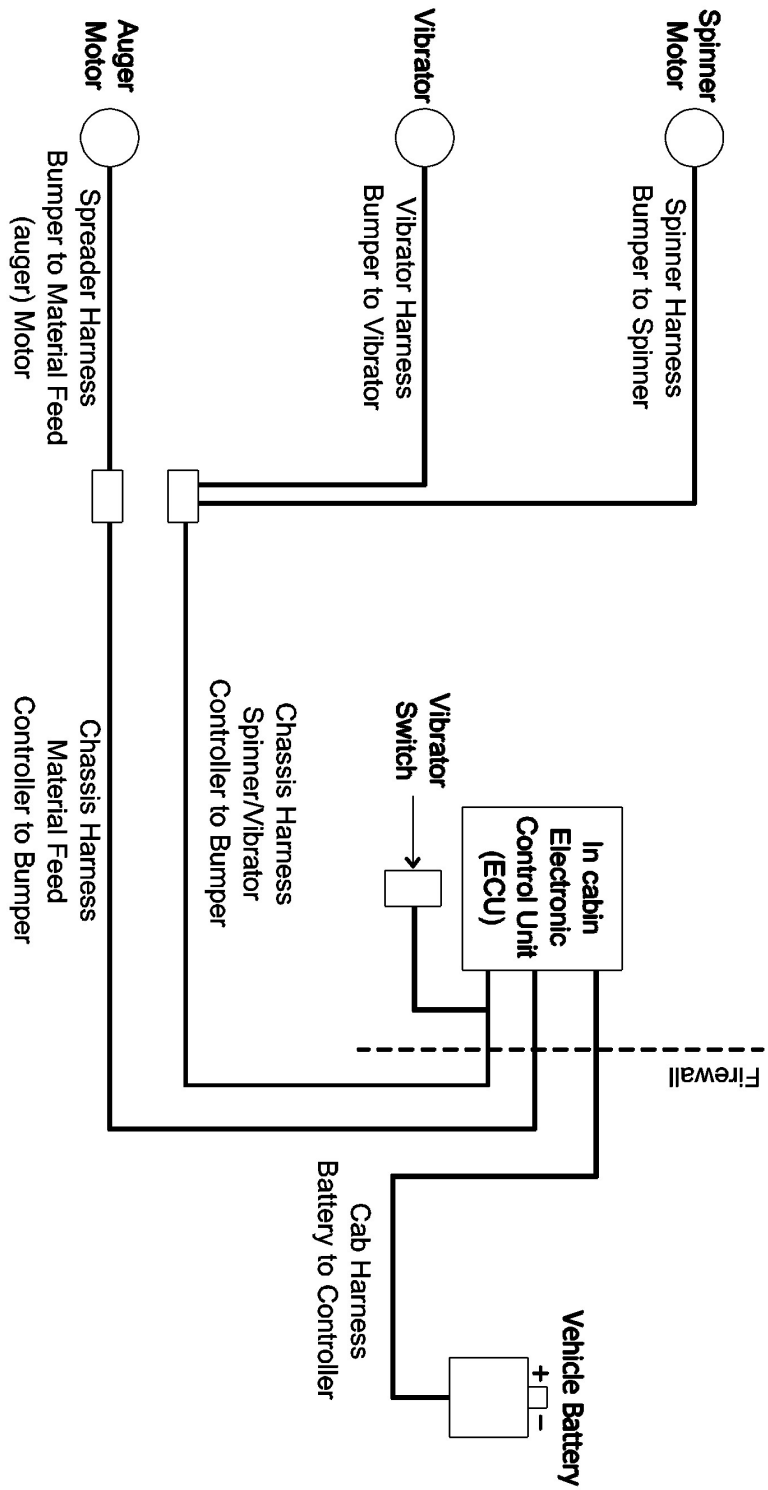 Spinner
Motor
Spinner Harness
Bumper to Spinner
Vibrator
Vibrator Harness
Bumper to Vibrator
Auger
Motor
Spreader Harness
Bumper to Material Feed
(auger) Motor
In cabin
Electronic
Control Unit
(ECU)
Vibrator
Switch
Chassis Harness
Spinner/Vibrator
Controller to Bumper
Chassis Harness
Material Feed
Controller to Bumper
Firewall
Vehicle Battery
+ –
Cab Harness
Battery to Controller